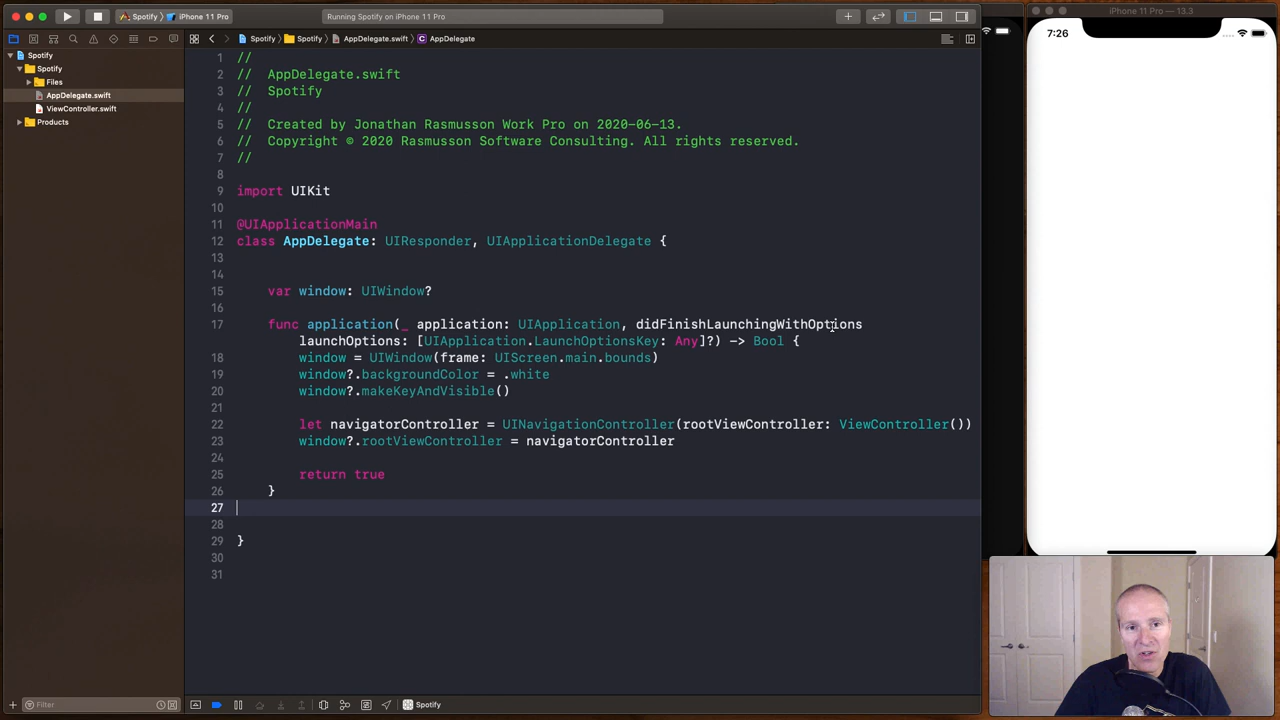 Spotify
iPhone 11 Pro
Running Spotify on iPhone 11 Pro
iPhone 11 Pro — 13.3
Spotify
Spotify
Files
AppDelegate.swift
ViewController.swift
Products
Spotify
Spotify
AppDelegate.swift
C
AppDelegate
7:26
1 //
2 //  AppDelegate.swift
3 //  Spotify
4 //
5 //  Created by Jonathan Rasmusson Work Pro on 2020-06-13.
6 //  Copyright © 2020 Rasmusson Software Consulting. All rights reserved.
7 //
8
9 import UIKit
10
11 @UIApplicationMain
12 class AppDelegate: UIResponder, UIApplicationDelegate {
13
14
15     var window: UIWindow?
16
17     func application(_ application: UIApplication, didFinishLaunchingWithOptions
launchOptions: [UIApplication.LaunchOptionsKey: Any]?) -> Bool {
18         window = UIWindow(frame: UIScreen.main.bounds)
19         window?.backgroundColor = .white
20         window?.makeKeyAndVisible()
21
22         let navigatorController = UINavigationController(rootViewController: ViewController())
23         window?.rootViewController = navigatorController
24
25         return true
26     }
27
28
29 }
30
31
Filter
Spotify